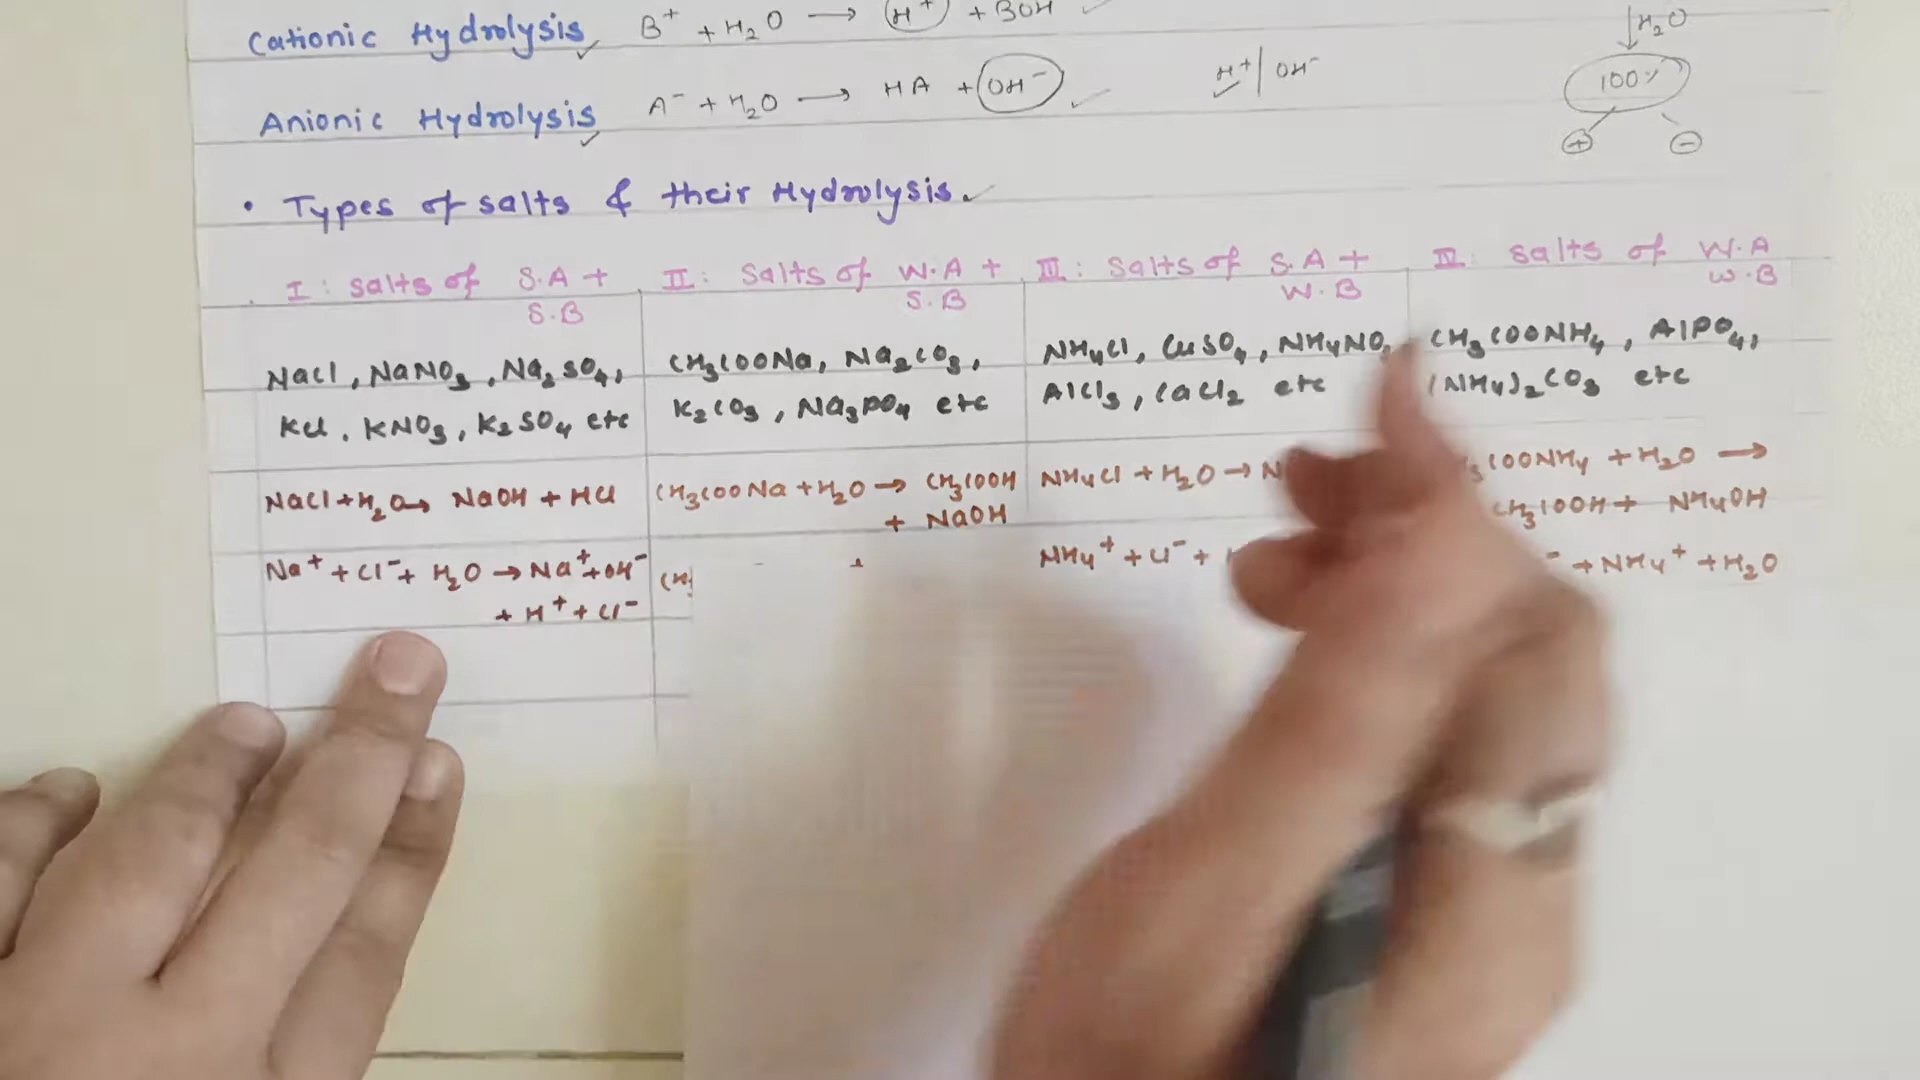 Cationic Hydrolysis B⁺ + H₂O → H⁺ + BOH
↓H₂O
Anionic Hydrolysis A⁻ + H₂O → HA + OH⁻
H⁺ | OH⁻
100%
+ −
• Types of salts & their Hydrolysis.
I : salts of S.A + S.B
II : salts of W.A + S.B
III : salts of S.A + W.B
IV : salts of W.A W.B
NaCl, NaNO₃, Na₂SO₄,
KCl, KNO₃, K₂SO₄ etc
CH₃COONa, Na₂CO₃,
K₂CO₃, Na₃PO₄ etc
NH₄Cl, CuSO₄, NH₄NO₃
AlCl₃, CaCl₂ etc
CH₃COONH₄, AlPO₄,
(NH₄)₂CO₃ etc
NaCl + H₂O → NaOH + HCl
CH₃COONa + H₂O → CH₃COOH
+ NaOH
NH₄Cl + H₂O → N
COONH₄ + H₂O →
CH₃COOH + NH₄OH
Na⁺ + Cl⁻ + H₂O → Na⁺ + OH⁻
+ H⁺ + Cl⁻
NH₄⁺ + Cl⁻ +
⁻ + NH₄⁺ + H₂O